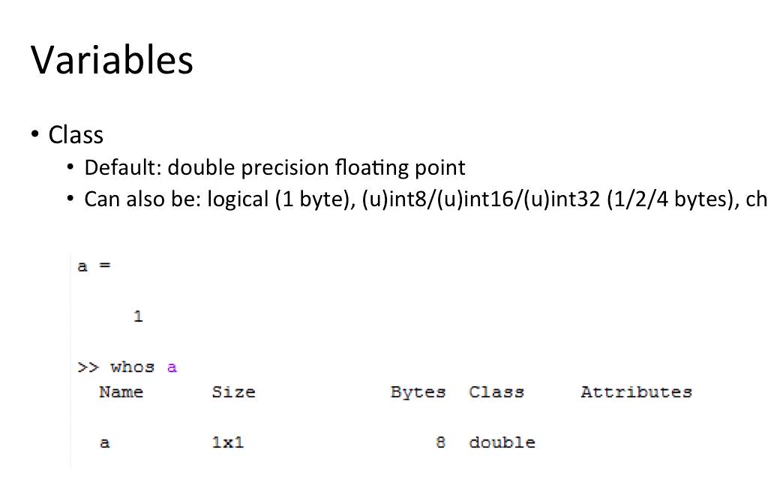 Variables
• Class
• Default: double precision floating point
• Can also be: logical (1 byte), (u)int8/(u)int16/(u)int32 (1/2/4 bytes), ch
a =
1
>> whos a
Name Size Bytes Class Attributes
a 1x1 8 double